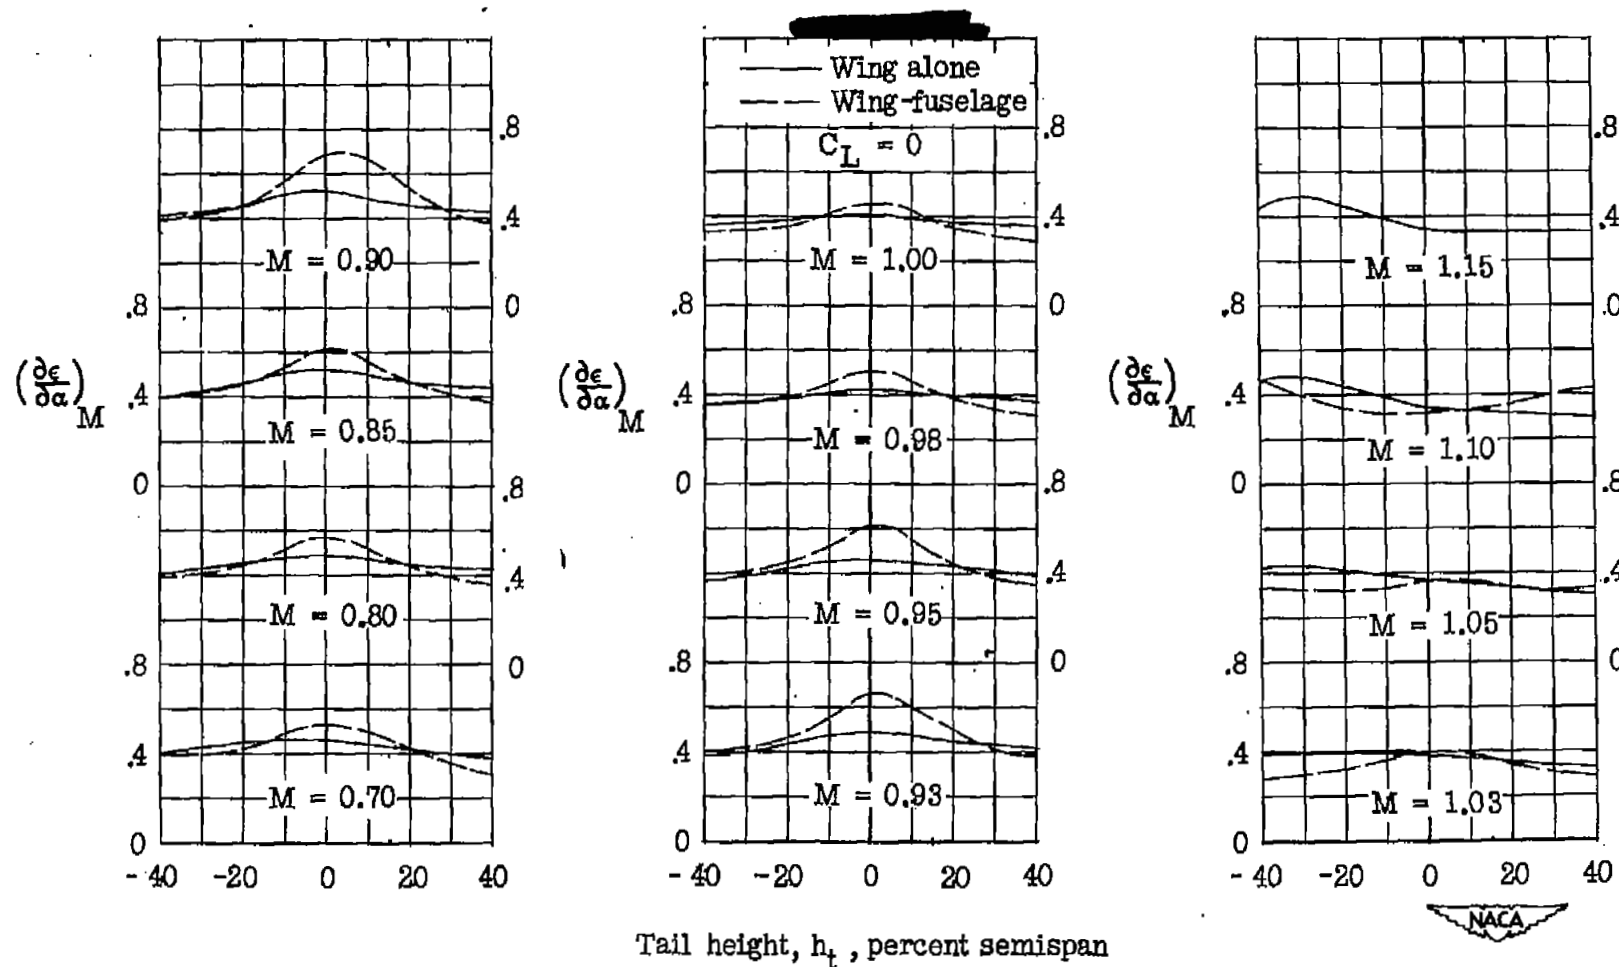 Wing alone
Wing-fuselage
C_L = 0
.8
.4
0
.8
.4
0
.8
.4
0
.8
.4
0
(∂ε/∂α)_M
M = 0.90
M = 0.85
M = 0.80
M = 0.70
-40 -20 0 20 40
.8
.4
0
.8
.4
0
.8
.4
0
.8
.4
0
(∂ε/∂α)_M
M = 1.00
M = 0.98
M = 0.95
M = 0.93
-40 -20 0 20 40
.8
.4
.0
.8
.4
0
.8
.4
0
.8
.4
0
(∂ε/∂α)_M
M = 1.15
M = 1.10
M = 1.05
M = 1.03
-40 -20 0 20 40
NACA
Tail height, h_t , percent semispan